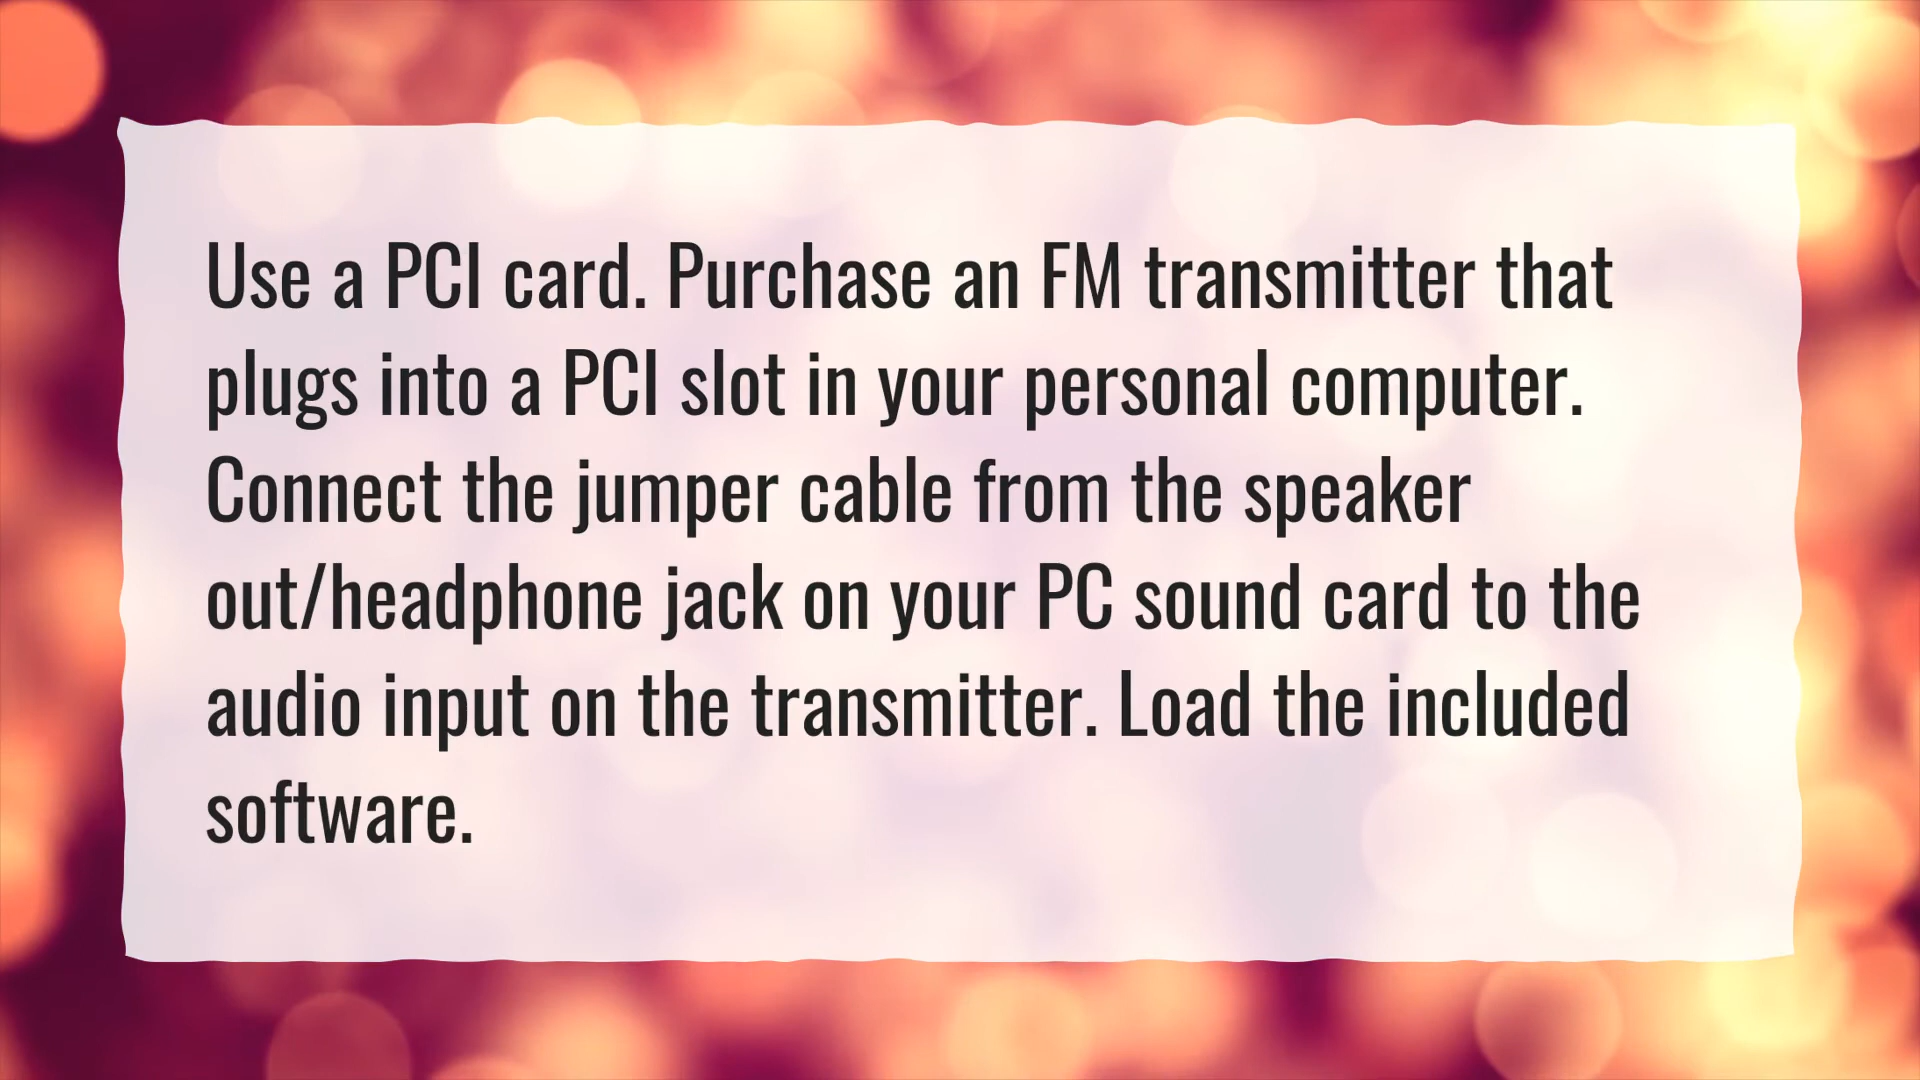 Use a PCI card. Purchase an FM transmitter that
plugs into a PCI slot in your personal computer.
Connect the jumper cable from the speaker
out/headphone jack on your PC sound card to the
audio input on the transmitter. Load the included
software.